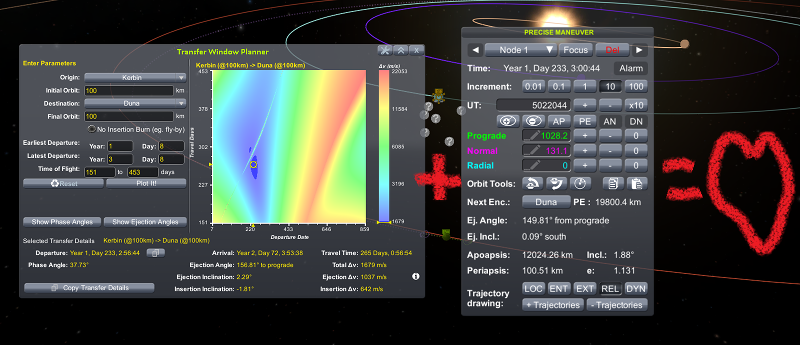 Transfer Window Planner
Enter Parameters
Origin: Kerbin
Initial Orbit: 100 km
Destination: Duna
Final Orbit: 100 km
No Insertion Burn (eg. fly-by)
Earliest Departure: Year: 1 Day: 8
Latest Departure: Year: 3 Day: 8
Time of Flight: 151 to 453 days
Reset Plot It!
Show Phase Angles Show Ejection Angles
Kerbin (@100km) -> Duna (@100km)
Δv (m/s)
453
378
302
227
151
Travel Days
7 220 433 646 859
Departure Date
22053
11584
6085
3196
1679
Selected Transfer Details Kerbin (@100km) -> Duna (@100km)
Departure: Year 1, Day 233, 2:56:44 Arrival: Year 2, Day 72, 3:53:38 Travel Time: 265 Days, 0:56:54
Phase Angle: 37.73° Ejection Angle: 156.81° to prograde Total Δv: 1679 m/s
Ejection Inclination: 2.29° Ejection Δv: 1037 m/s
Insertion Inclination: -1.81° Insertion Δv: 642 m/s
Copy Transfer Details
+
PRECISE MANEUVER
Node 1 Focus Del
Time: Year 1, Day 233, 3:00:44 Alarm
Increment: 0.01 0.1 1 10 100
UT: 5022044 + - x10
AP PE AN DN
Prograde 1028.2 + - 0
Normal 131.1 + - 0
Radial 0 + - 0
Orbit Tools:
Next Enc.: Duna PE : 19800.4 km
Ej. Angle: 149.81° from prograde
Ej. Incl.: 0.09° south
Apoapsis: 12024.26 km Incl.: 1.88°
Periapsis: 100.51 km e: 1.131
Trajectory drawing: LOC ENT EXT REL DYN
+ Trajectories - Trajectories
=